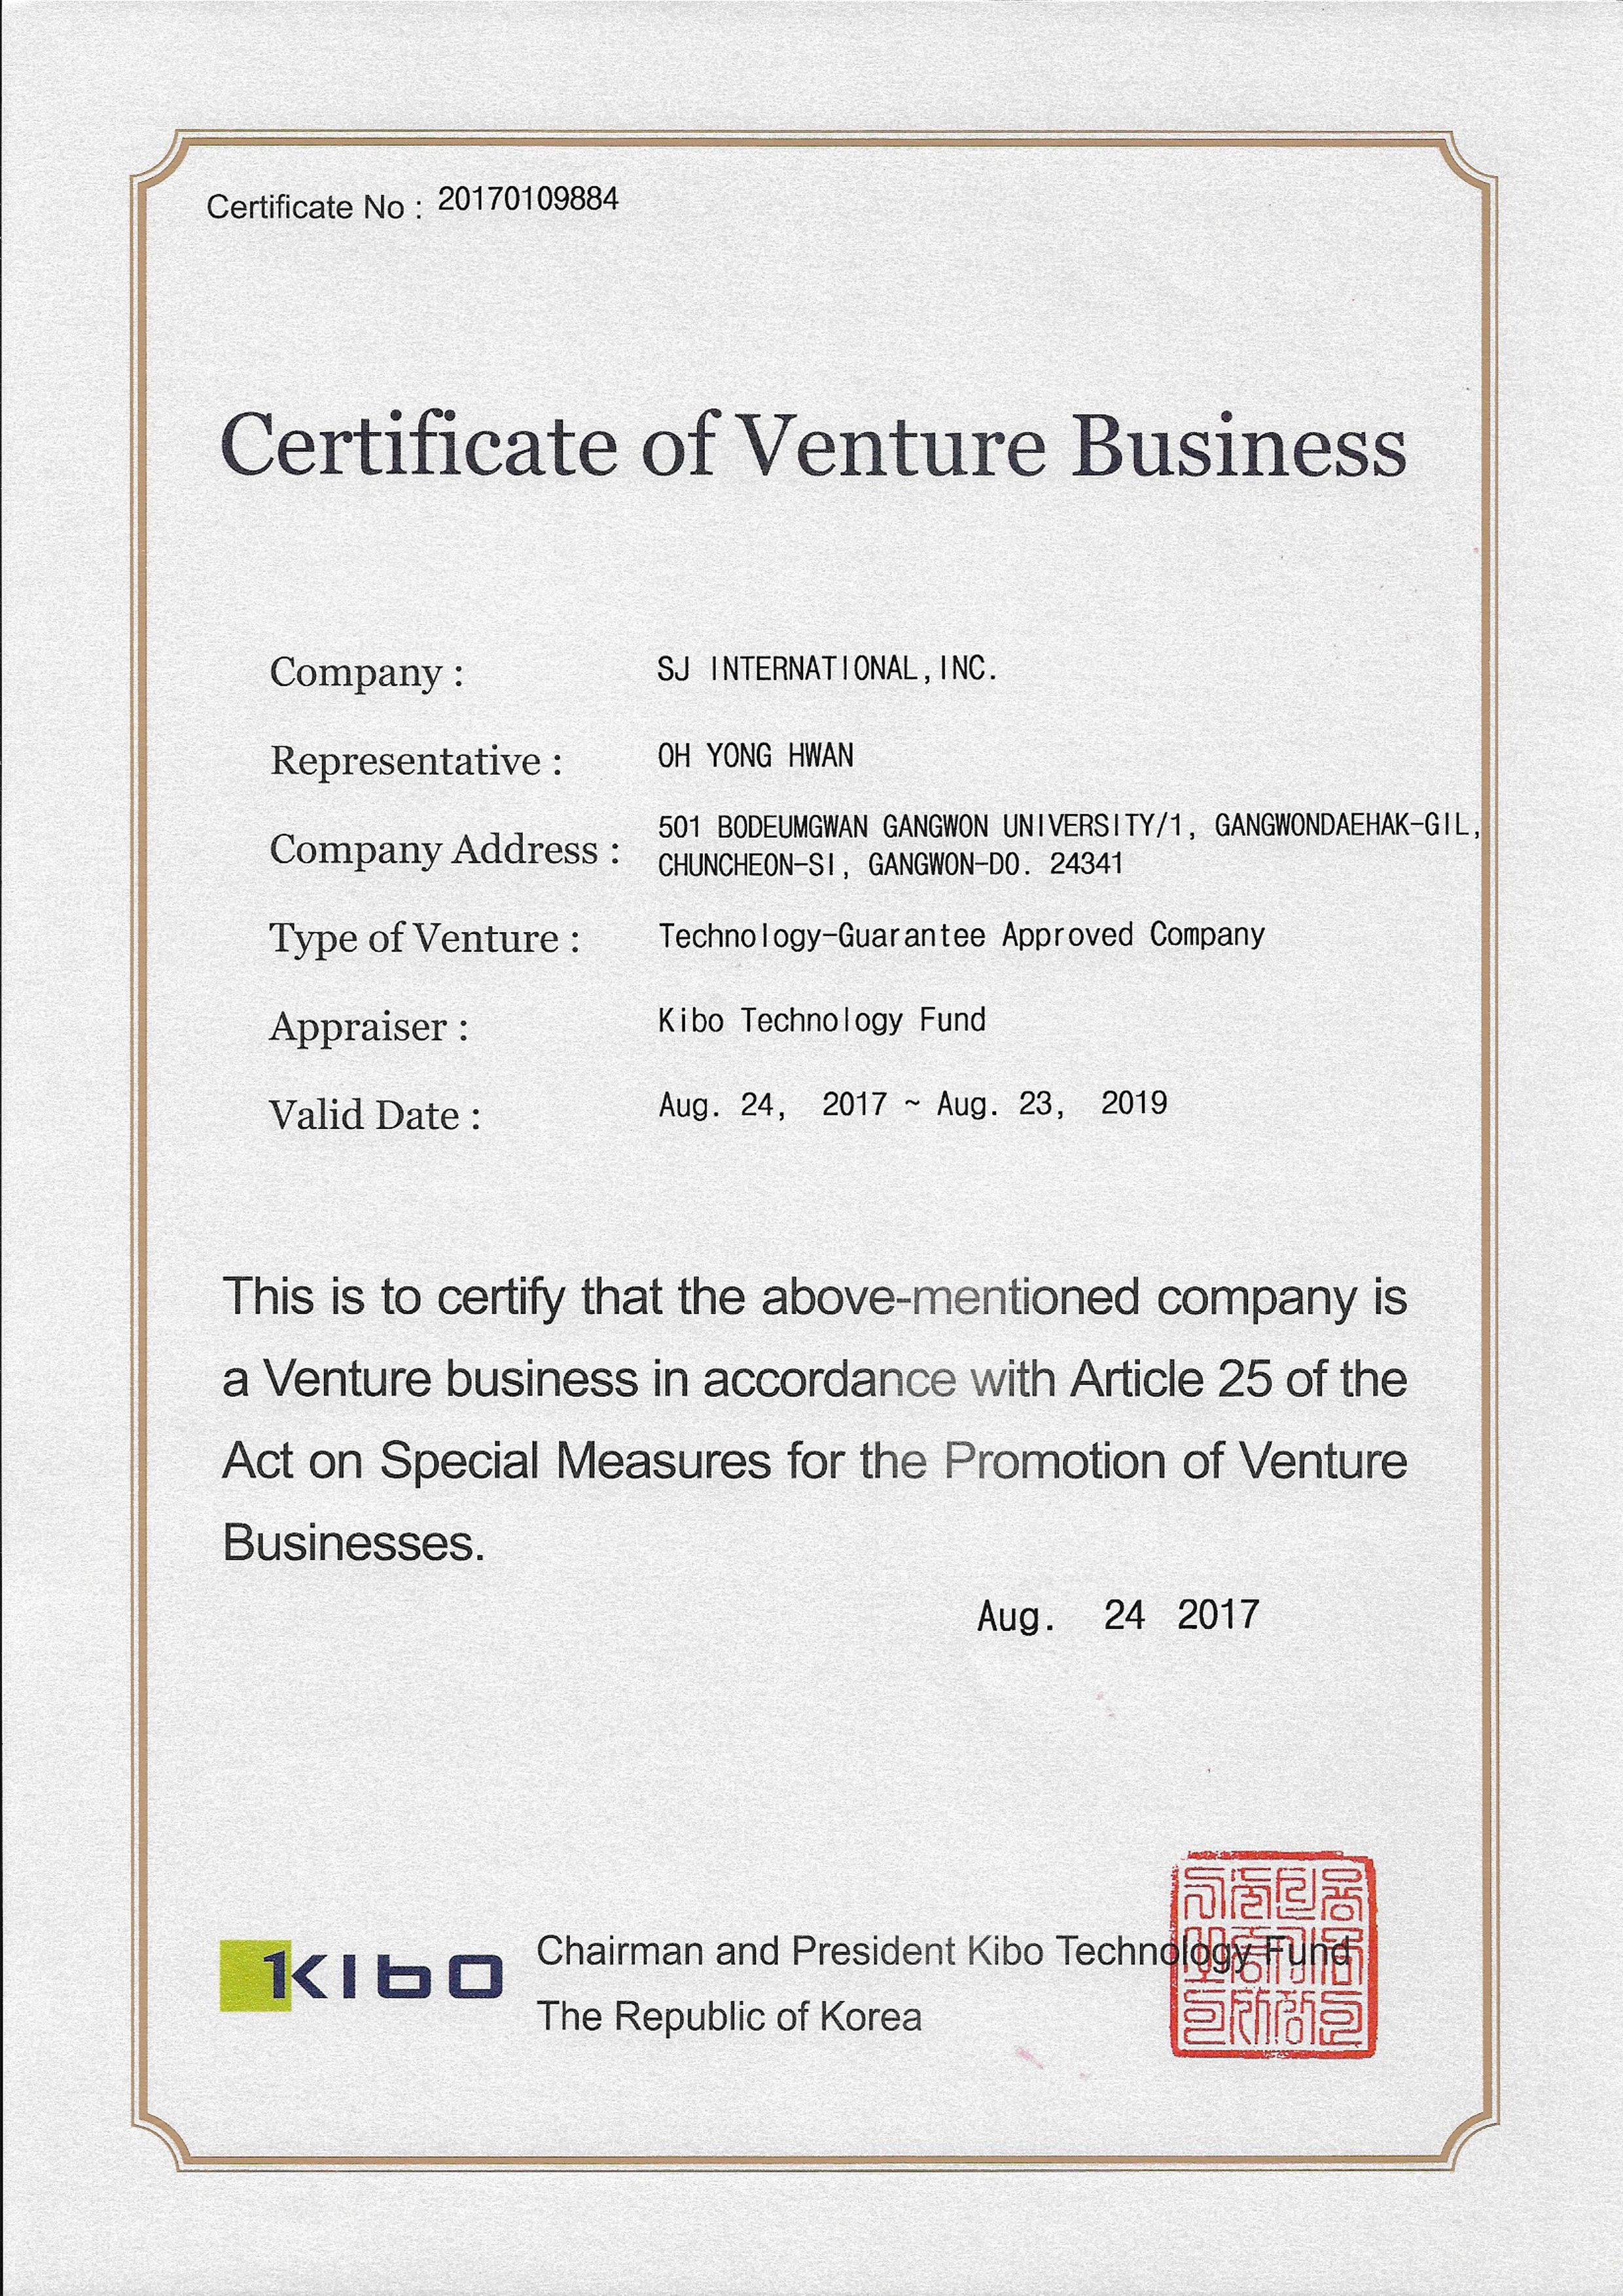 Certificate No : 20170109884
Certificate of Venture Business
Company : SJ INTERNATIONAL,INC.
Representative : OH YONG HWAN
Company Address : 501 BODEUMGWAN GANGWON UNIVERSITY/1, GANGWONDAEHAK-GIL,
CHUNCHEON-SI, GANGWON-DO. 24341
Type of Venture : Technology-Guarantee Approved Company
Appraiser : Kibo Technology Fund
Valid Date : Aug. 24, 2017 ~ Aug. 23, 2019
This is to certify that the above-mentioned company is
a Venture business in accordance with Article 25 of the
Act on Special Measures for the Promotion of Venture
Businesses.
Aug. 24 2017
KIBO
Chairman and President Kibo Technology Fund
The Republic of Korea